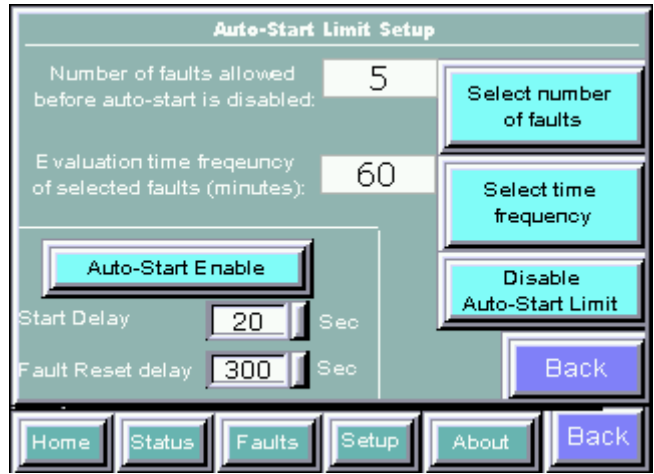 Auto-Start Limit Setup
Number of faults allowed
before auto-start is disabled:
5
Select number
of faults
Evaluation time freqeuncy
of selected faults (minutes):
60
Select time
frequency
Auto-Start Enable
Disable
Auto-Start Limit
Start Delay 20 Sec
Fault Reset delay 300 Sec
Back
Home Status Faults Setup About Back